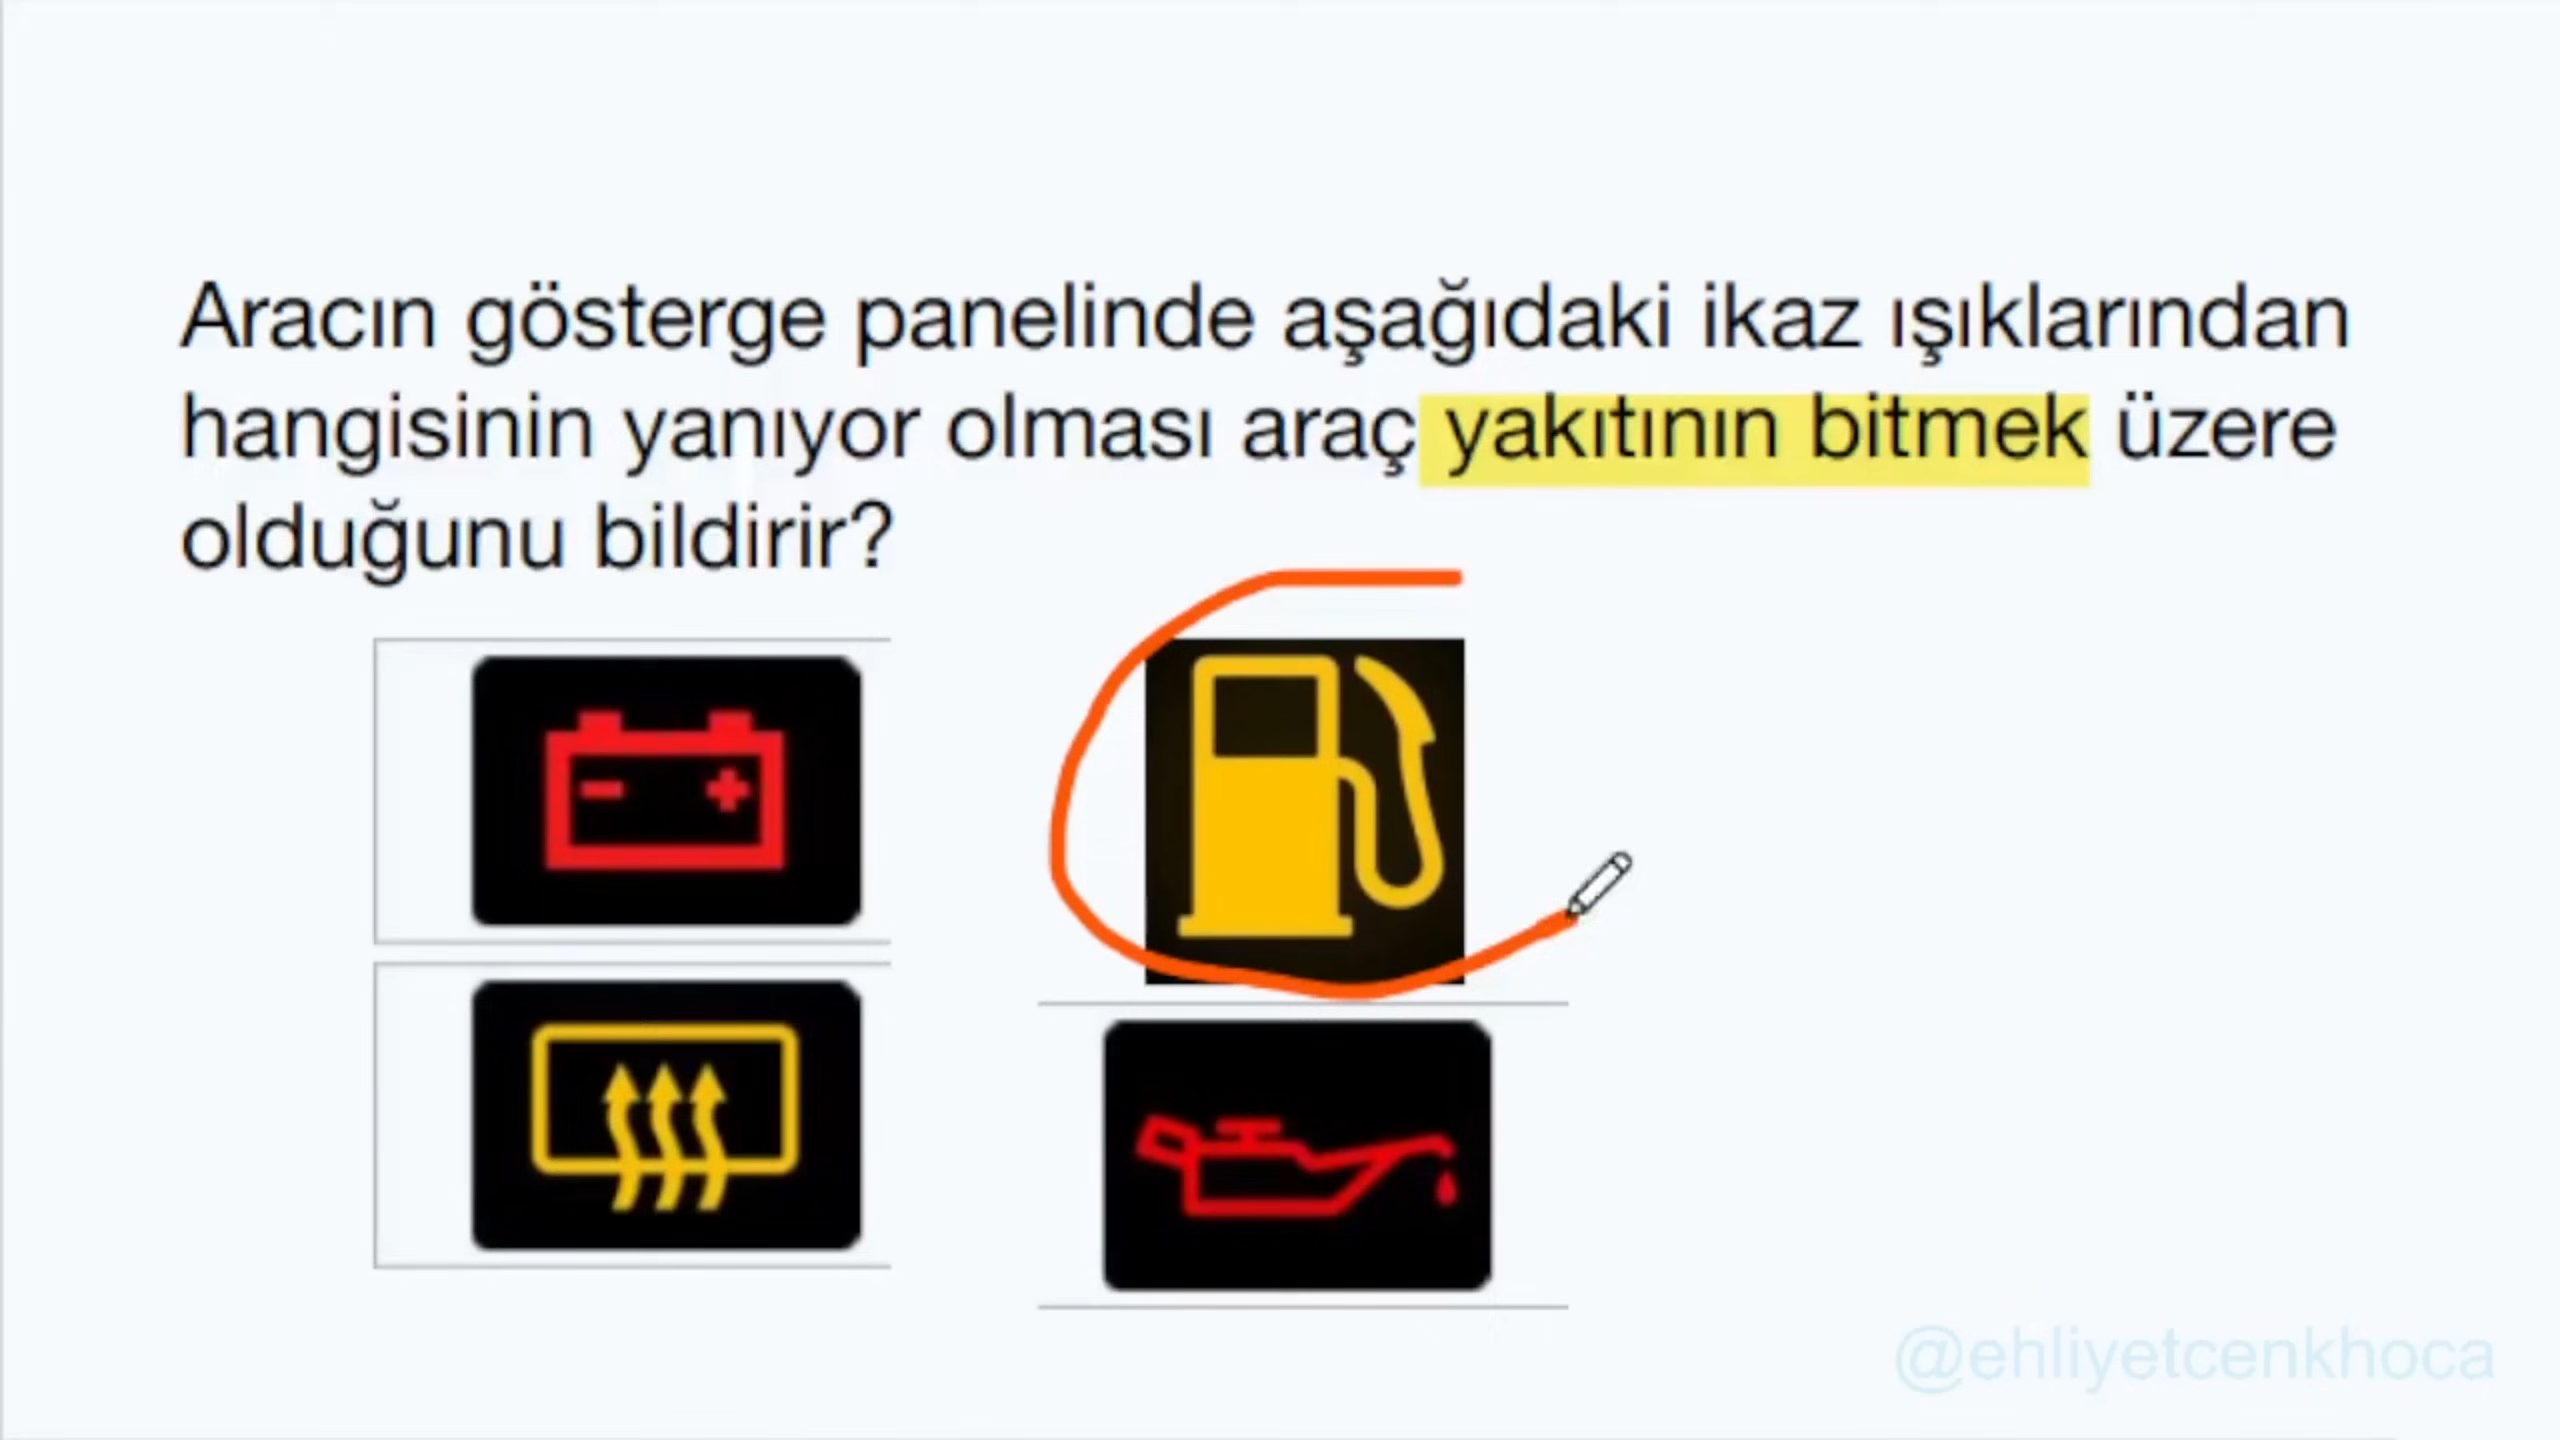 Aracın gösterge panelinde aşağıdaki ikaz ışıklarından
hangisinin yanıyor olması araç yakıtının bitmek üzere
olduğunu bildirir?
- +
@ehliyetcenkhoca